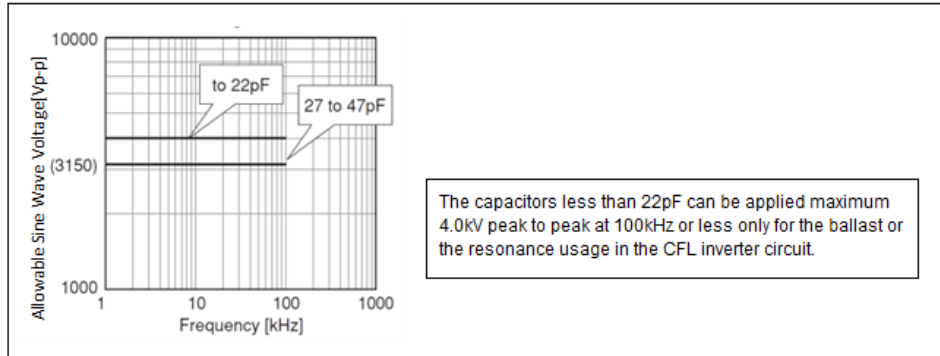 10000
to 22pF
27 to 47pF
(3150)
1000
1
10
100
1000
Allowable Sine Wave Voltage[Vp-p]
Frequency [kHz]
The capacitors less than 22pF can be applied maximum
4.0kV peak to peak at 100kHz or less only for the ballast or
the resonance usage in the CFL inverter circuit.